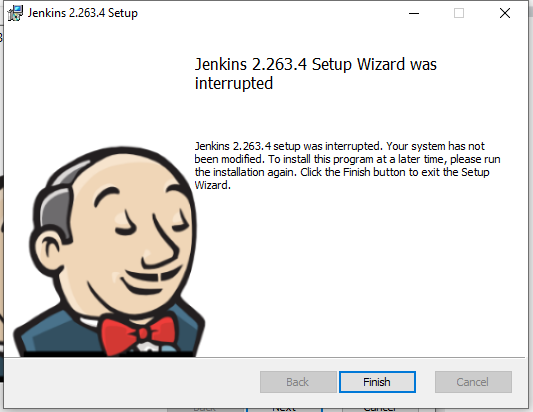 Jenkins 2.263.4 Setup
Jenkins 2.263.4 Setup Wizard was
interrupted
Jenkins 2.263.4 setup was interrupted. Your system has not
been modified. To install this program at a later time, please run
the installation again. Click the Finish button to exit the Setup
Wizard.
Back
Finish
Cancel